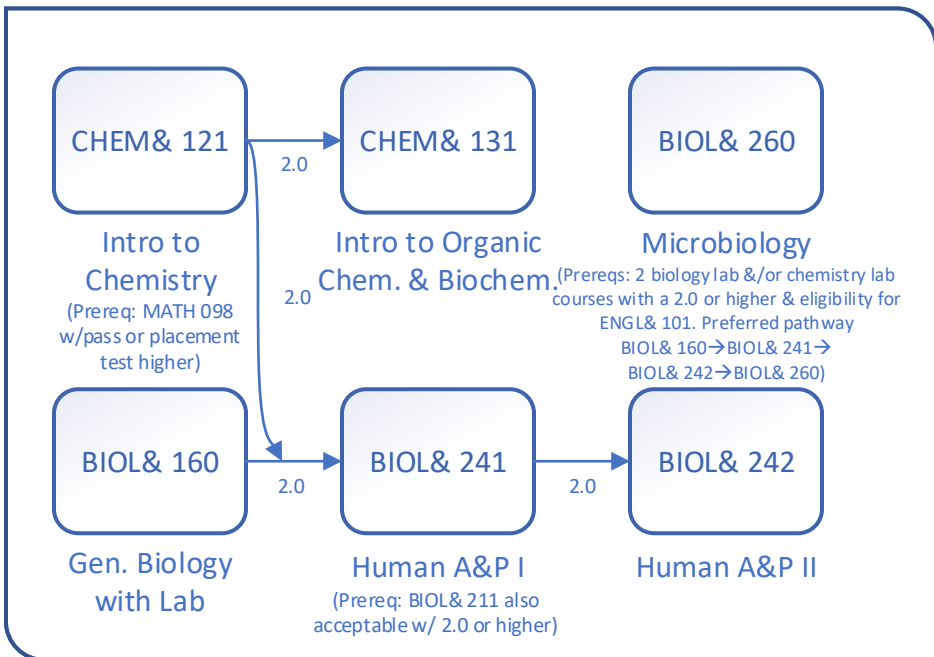 CHEM& 121
CHEM& 131
BIOL& 260
2.0
Intro to
Chemistry
(Prereq: MATH 098
w/pass or placement
test higher)
2.0
Intro to Organic
Chem. & Biochem.
Microbiology
(Prereqs: 2 biology lab &/or chemistry lab
courses with a 2.0 or higher & eligibility for
ENGL& 101. Preferred pathway
BIOL& 160→BIOL& 241→
BIOL& 242→BIOL& 260)
BIOL& 160
BIOL& 241
BIOL& 242
2.0
2.0
Gen. Biology
with Lab
Human A&P I
(Prereq: BIOL& 211 also
acceptable w/ 2.0 or higher)
Human A&P II